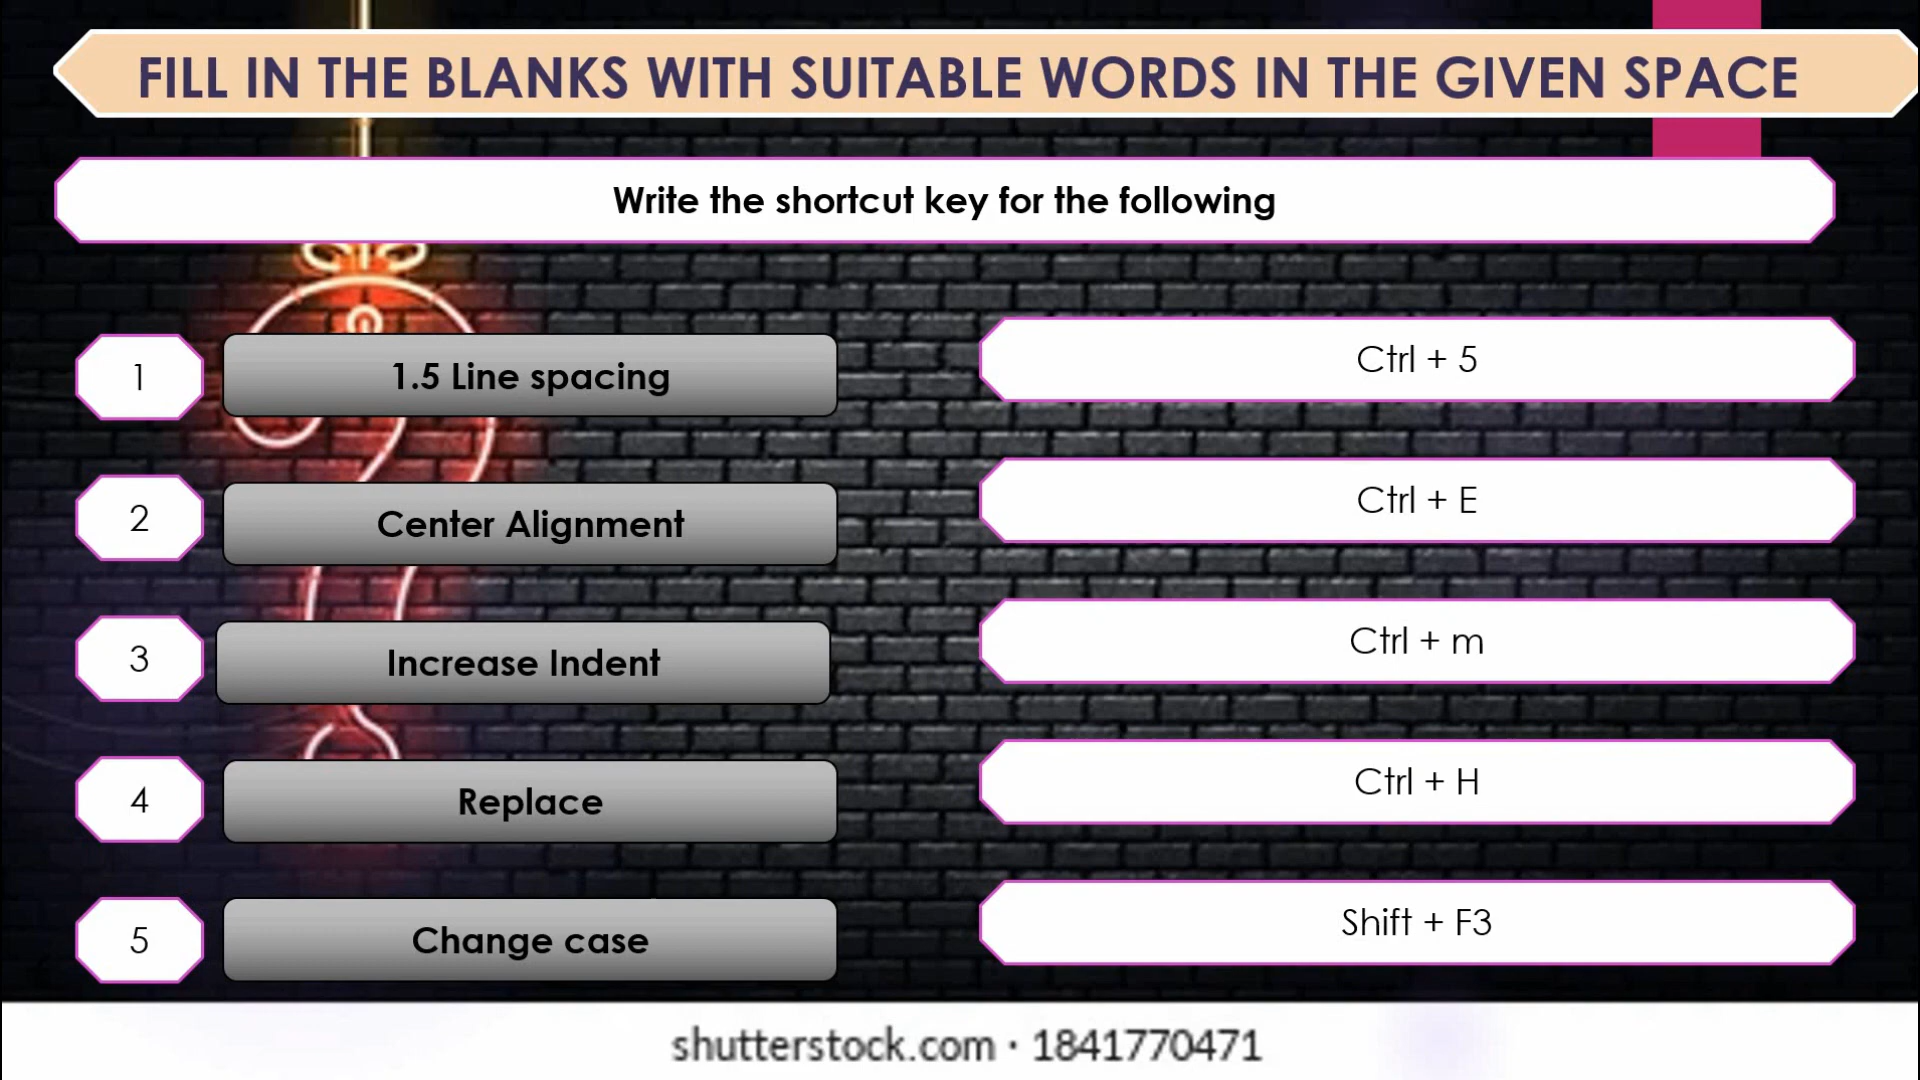 FILL IN THE BLANKS WITH SUITABLE WORDS IN THE GIVEN SPACE
Write the shortcut key for the following
1 1.5 Line spacing Ctrl + 5
2 Center Alignment Ctrl + E
3 Increase Indent Ctrl + m
4 Replace Ctrl + H
5 Change case Shift + F3
shutterstock.com · 1841770471